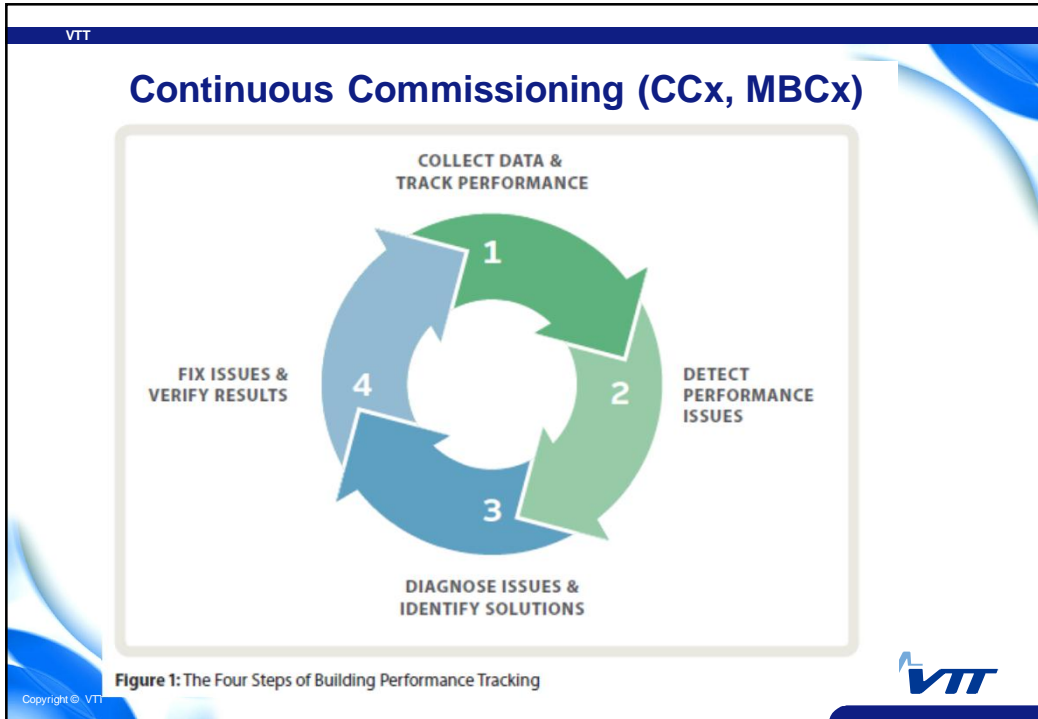 VTT
Continuous Commissioning (CCx, MBCx)
COLLECT DATA &
TRACK PERFORMANCE
1
DETECT
PERFORMANCE
ISSUES
2
3
DIAGNOSE ISSUES &
IDENTIFY SOLUTIONS
4
FIX ISSUES &
VERIFY RESULTS
Figure 1: The Four Steps of Building Performance Tracking
Copyright © VTT
VTT